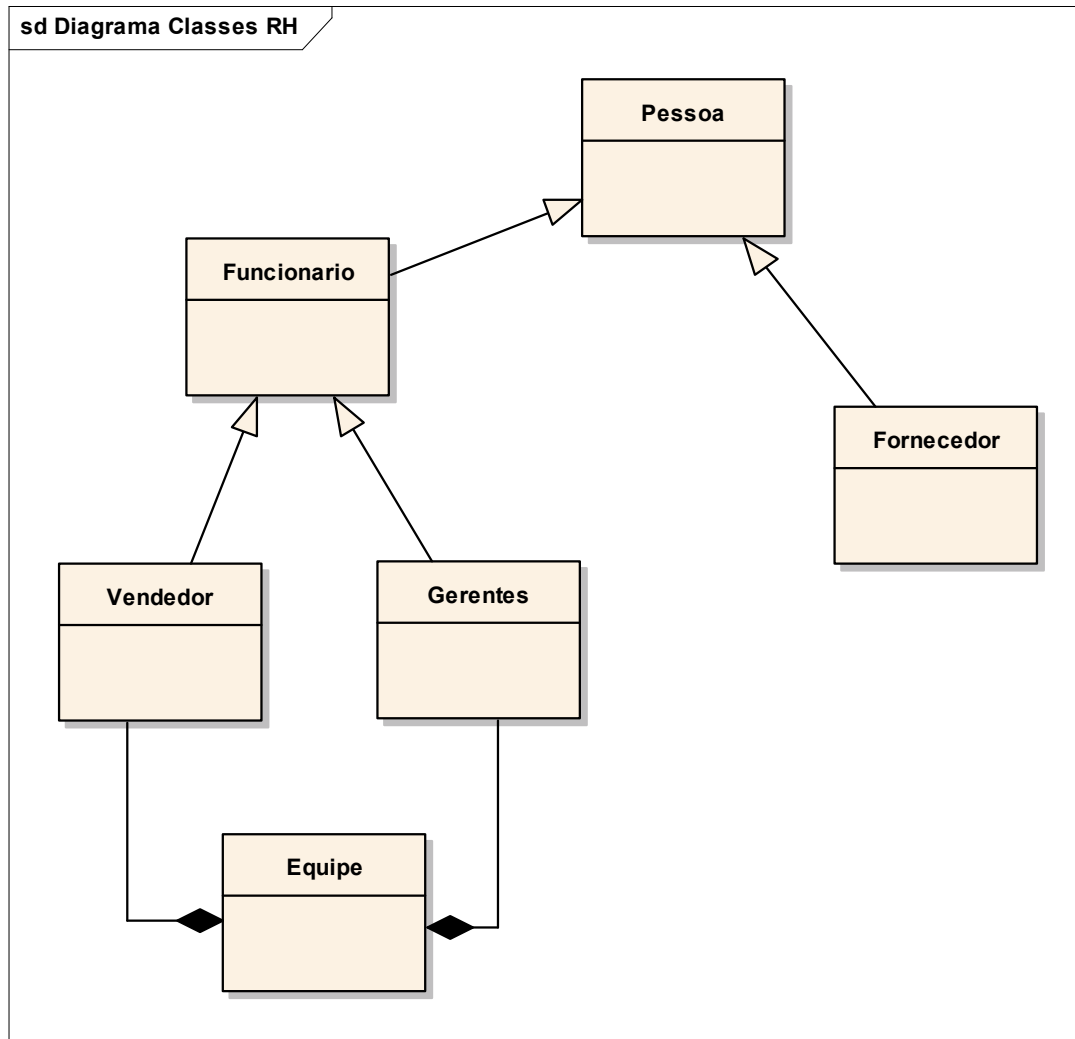 sd Diagrama Classes RH
Pessoa
Funcionario
Fornecedor
Vendedor
Gerentes
Equipe